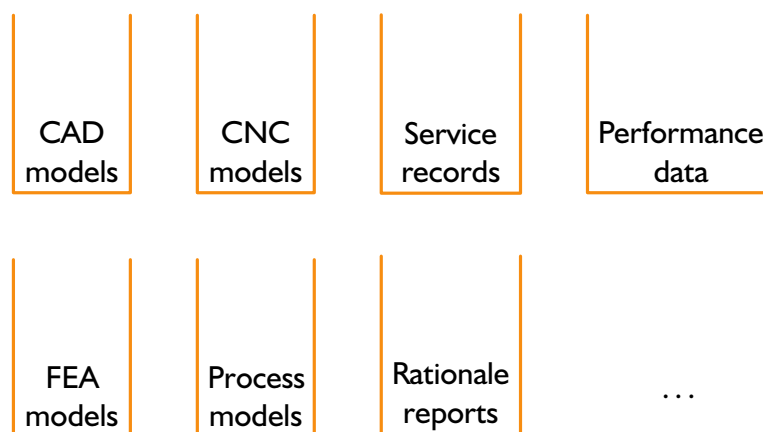 CAD
models
CNC
models
Service
records
Performance
data
FEA
models
Process
models
Rationale
reports
...